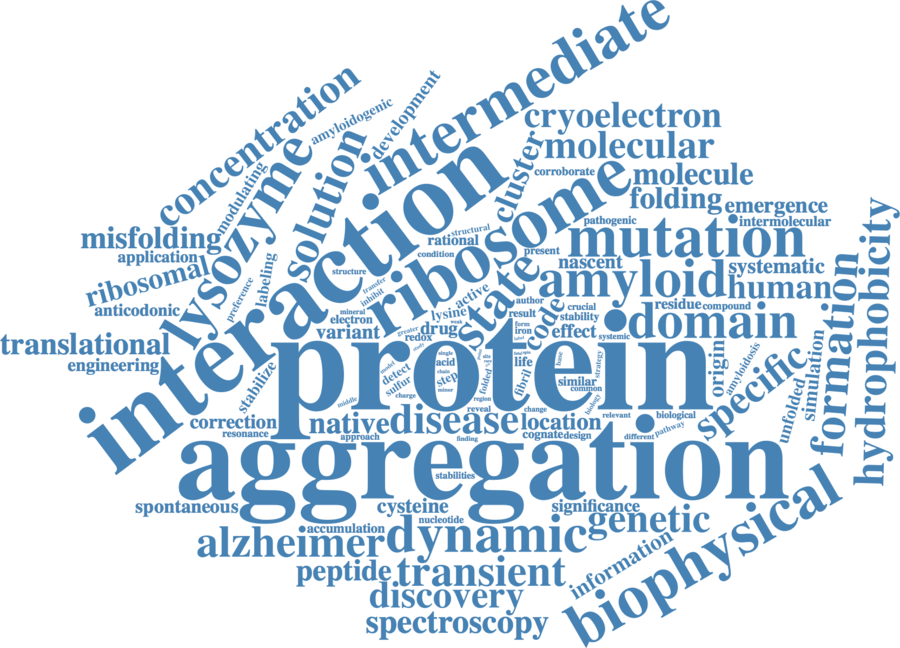 intermediate
concentration
development
amyloidogenic
cryoelectron
molecular
cluster
corroborate
molecule
folding
emergence
intermolecular
pathogenic
lysozyme
solution
modulating
interaction
ribosome
misfolding
application
rational
structural
condition
present
mutation
nascent
systematic
human
hydrophobicity
ribosomal
anticodonic
preference
labeling
structure
transfer
inhibit
active
state
amyloid
residue
compound
formation
mineral
electron
variant
greater
redox
drug
lysine
author
result
code
crucial
stability
effect
form
iron
label
systemic
domain
translational
engineering
stabilize
protein
study
detect
sulfur
charge
single
acid
chain
step
minor
folded
region
life
fibril
base
similar
common
strategy
biology
origin
amyloidosis
specific
simulation
unfolded
middle
reveal
change
relevant
biological
correction
resonance
native
disease
location
approach
finding
cognate
design
different
pathway
aggregation
stabilities
spontaneous
cysteine
significance
nucleotide
accumulation
alzheimer
dynamic
genetic
information
biophysical
peptide
transient
discovery
spectroscopy